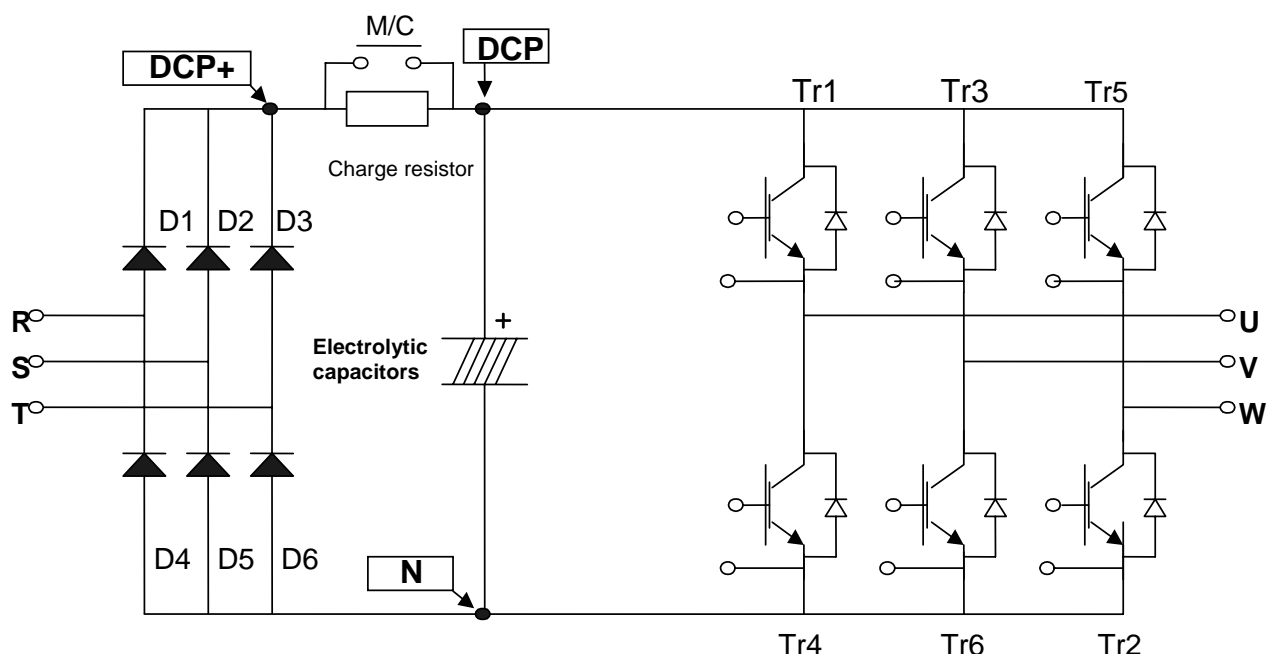 M/C
DCP
DCP+
Tr1 Tr3 Tr5
Charge resistor
D1 D2 D3
R
S
T
+
Electrolytic
capacitors
U
V
W
D4 D5 D6
N
Tr4 Tr6 Tr2